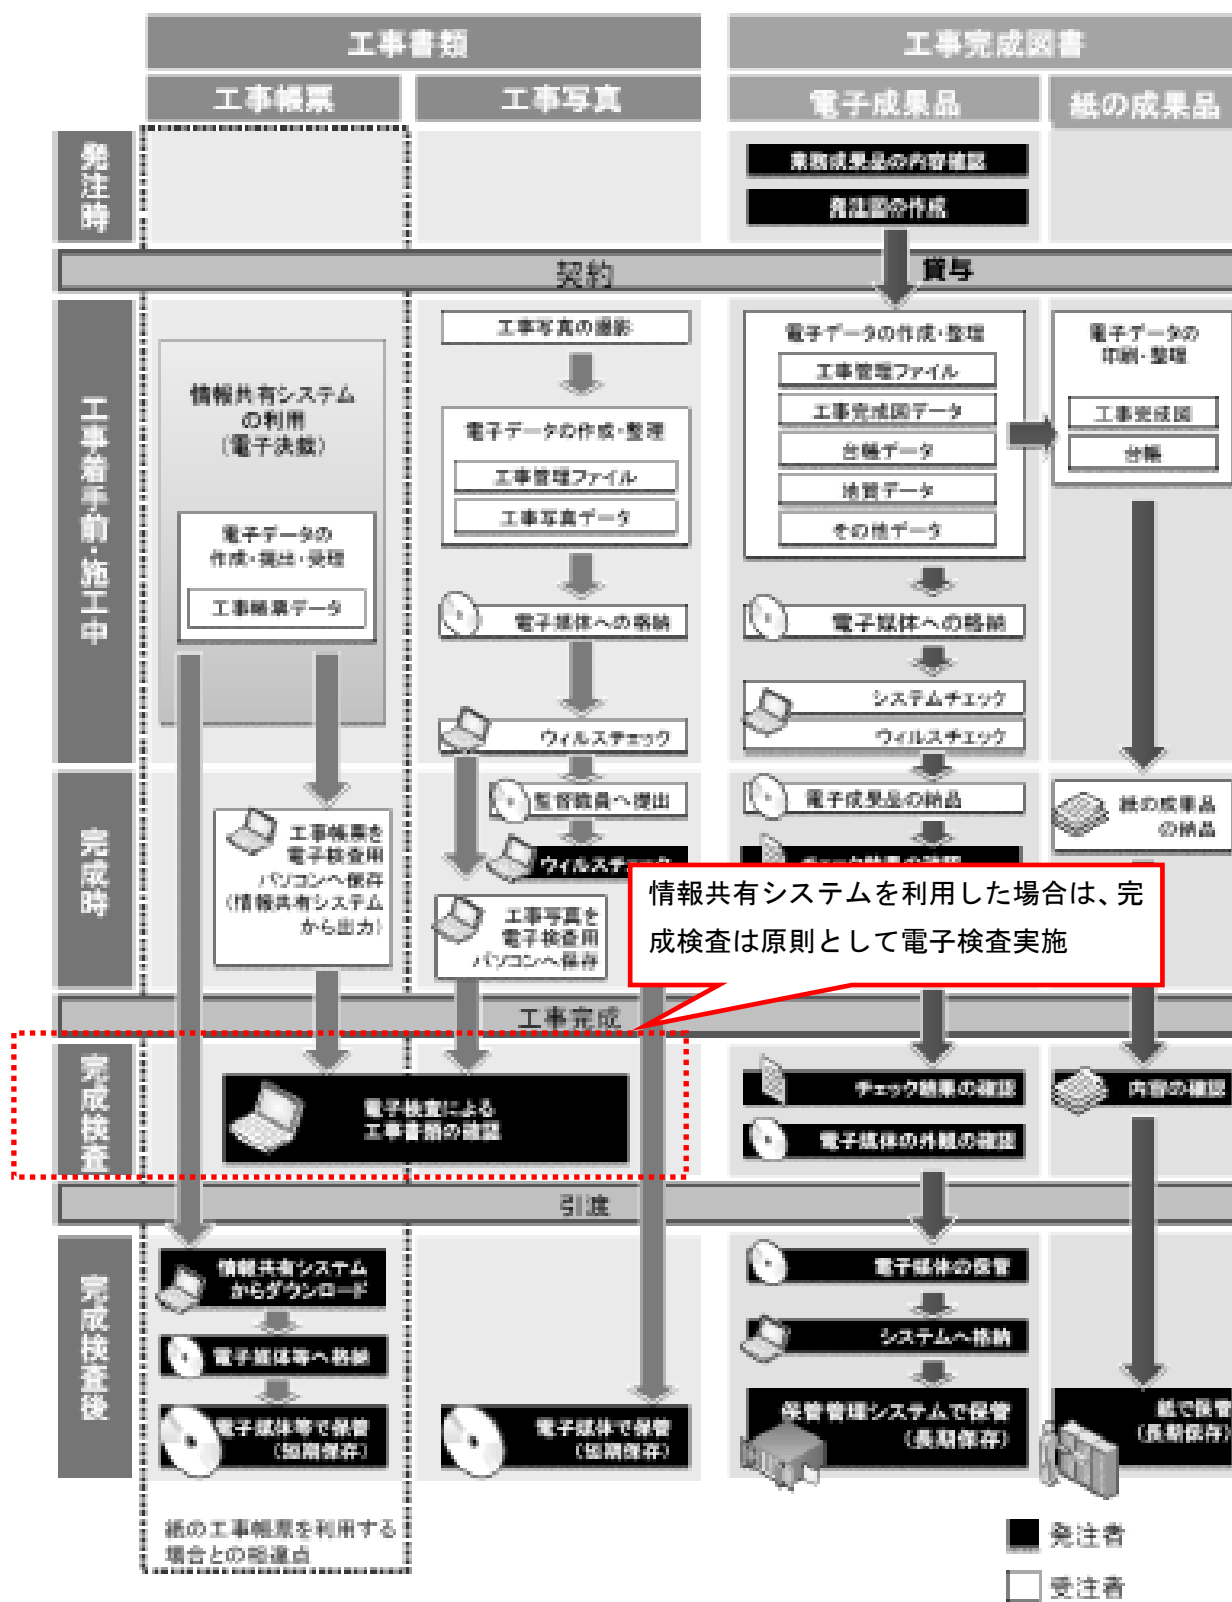 工事書類
工事完成図書
工事帳票
工事写真
電子成果品
紙の成果品
発注時
業務成果品の内容確認
発注図の作成
契約
貸与
工事着手前・施工中
情報共有システム
の利用
(電子決裁)
電子データの
作成・提出・受理
工事帳票データ
工事写真の撮影
電子データの作成・整理
工事管理ファイル
工事写真データ
電子媒体への格納
ウィルスチェック
電子データの作成・整理
工事管理ファイル
工事完成図データ
台帳データ
地質データ
その他データ
電子媒体への格納
システムチェック
ウィルスチェック
電子データの
印刷・整理
工事完成図
台帳
完成時
工事帳票を
電子検査用
パソコンへ保存
(情報共有システム
から出力)
監督職員へ提出
ウィルスチェック
工事写真を
電子検査用
パソコンへ保存
電子成果品の納品
チェック結果の確認
紙の成果品
の納品
情報共有システムを利用した場合は、完
成検査は原則として電子検査実施
工事完成
完成検査
電子検査による
工事書類の確認
チェック結果の確認
電子媒体の外観の確認
内容の確認
引渡
完成検査後
情報共有システム
からダウンロード
電子媒体等へ格納
電子媒体等で保管
(短期保存)
電子媒体で保管
(短期保存)
電子媒体の保管
システムへ格納
保管管理システムで保管
(長期保存)
紙で保管
(長期保存)
紙の工事帳票を利用する
場合との相違点
発注者
受注者